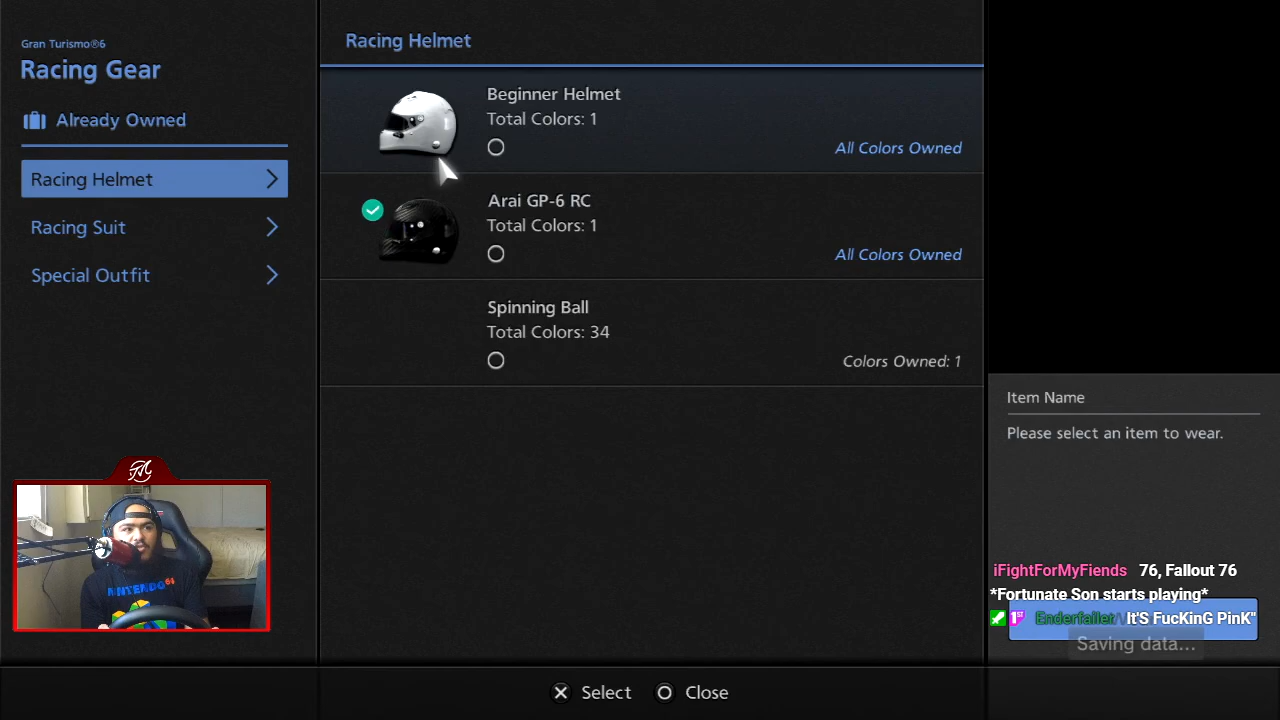 Gran Turismo®6
Racing Gear
Already Owned
Racing Helmet
Racing Suit
Special Outfit
Racing Helmet
Beginner Helmet
Total Colors: 1
All Colors Owned
Arai GP-6 RC
Total Colors: 1
All Colors Owned
Spinning Ball
Total Colors: 34
Colors Owned: 1
Item Name
Please select an item to wear.
iFightForMyFiends 76, Fallout 76
*Fortunate Son starts playing*
Enderfailer It'S FucKinG PinK"
Saving data...
NINTENDO 64
Select
Close